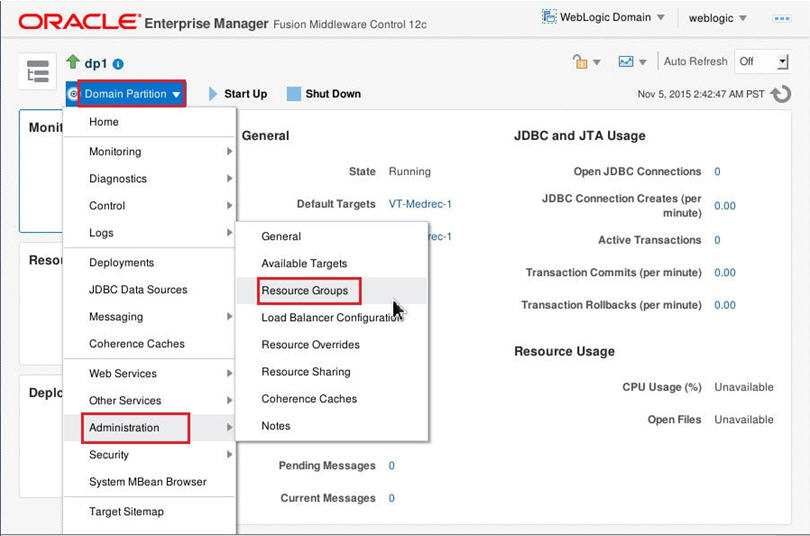 ORACLE Enterprise Manager Fusion Middleware Control 12c
WebLogic Domain
weblogic
dp1
Auto Refresh
Off
Domain Partition
Start Up
Shut Down
Nov 5, 2015 2:42:47 AM PST
Home
Monitoring
Diagnostics
Control
Logs
Deployments
JDBC Data Sources
Messaging
Coherence Caches
Web Services
Other Services
Administration
Security
System MBean Browser
Target Sitemap
General
Available Targets
Resource Groups
Load Balancer Configuration
Resource Overrides
Resource Sharing
Coherence Caches
Notes
General
State Running
Default Targets VT-Medrec-1
Pending Messages 0
Current Messages 0
JDBC and JTA Usage
Open JDBC Connections 0
JDBC Connection Creates (per
minute) 0.00
Active Transactions 0
Transaction Commits (per minute) 0.00
Transaction Rollbacks (per minute) 0.00
Resource Usage
CPU Usage (%) Unavailable
Open Files Unavailable